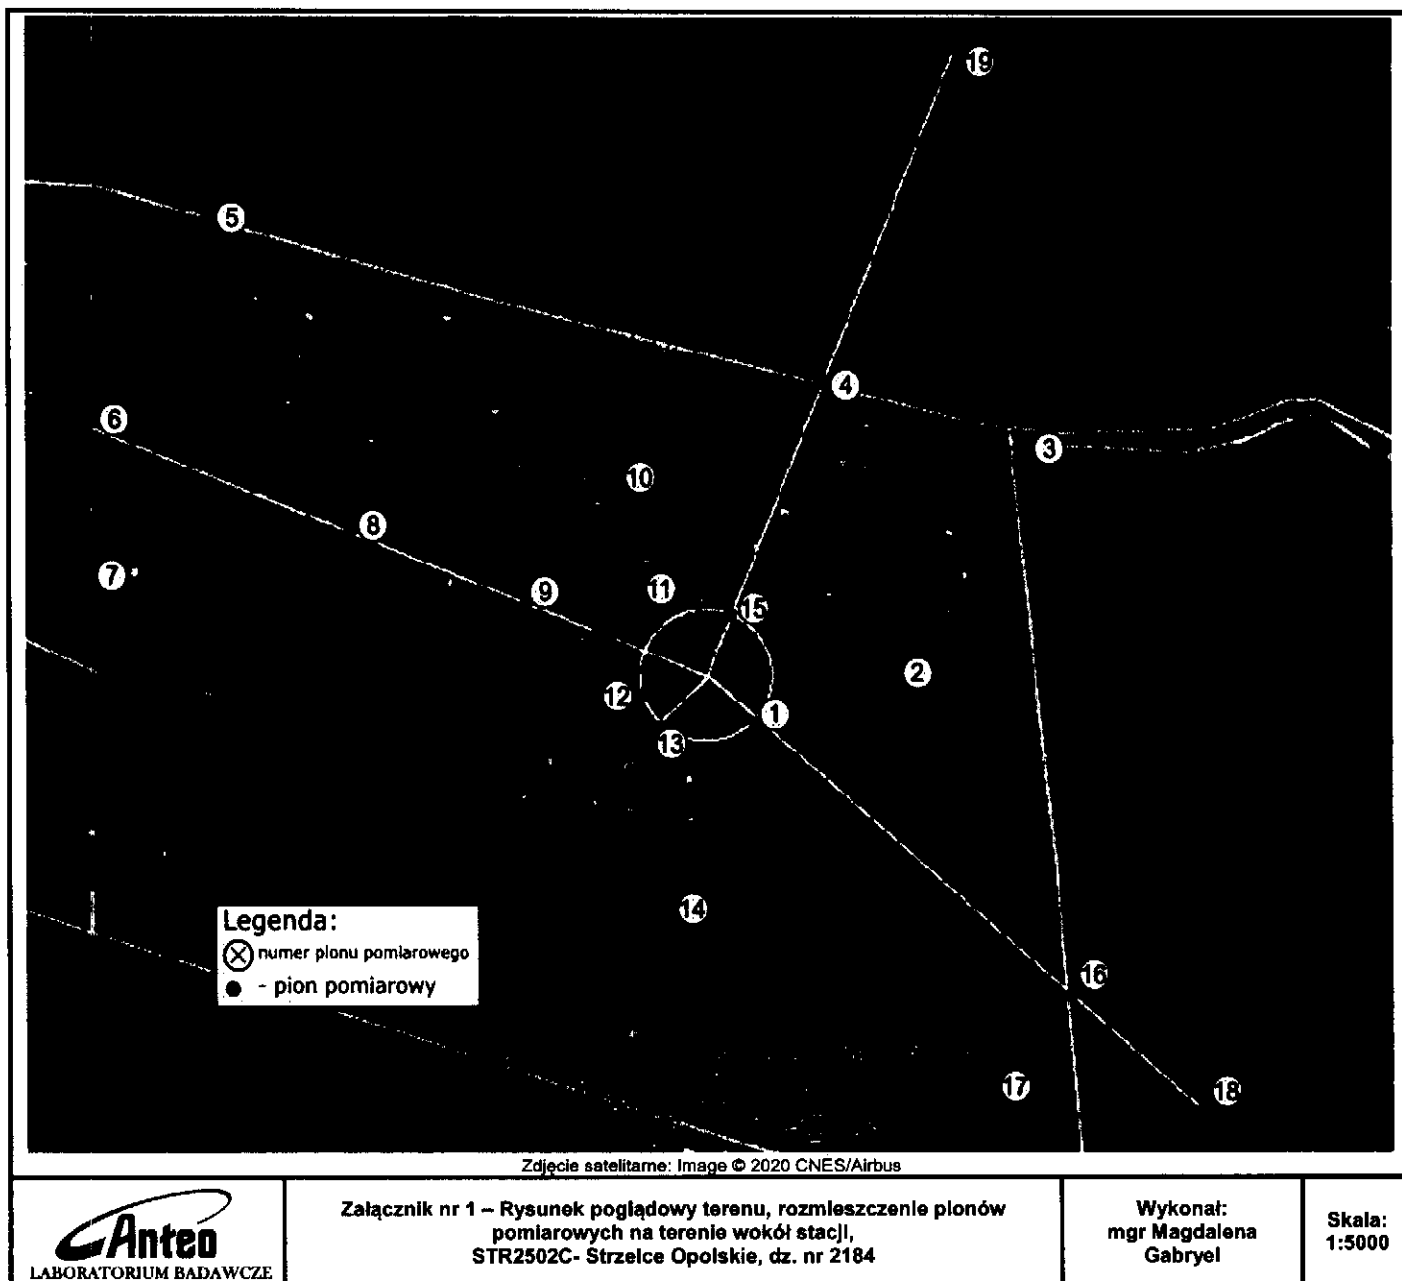 19
5
4
6
3
10
8
7
9
11
15
2
12
1
13
14
Legenda:
numer pionu pomiarowego
- pion pomiarowy
16
17
18
Zdjęcie satelitarne: Image © 2020 CNES/Airbus
Anteo
LABORATORIUM BADAWCZE
Załącznik nr 1 – Rysunek poglądowy terenu, rozmieszczenie pionów
pomiarowych na terenie wokół stacji,
STR2502C- Strzelce Opolskie, dz. nr 2184
Wykonał:
mgr Magdalena
Gabryel
Skala:
1:5000